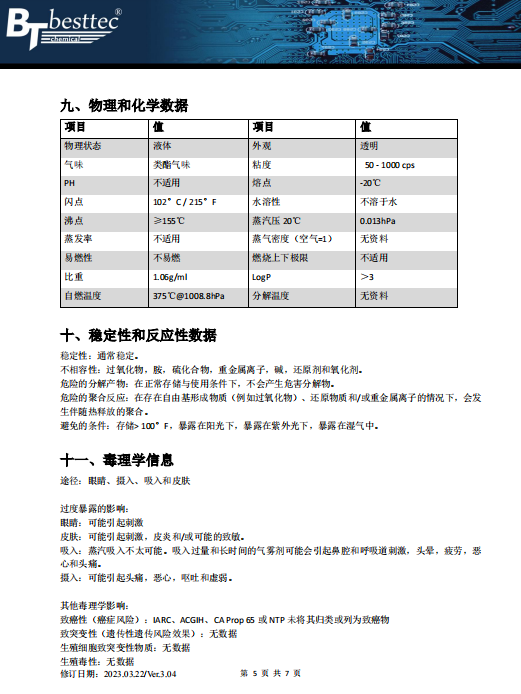 BT besttec®
chemical
九、物理和化学数据
项目 值 项目 值
物理状态 液体 外观 透明
气味 类酯气味 粘度 50 - 1000 cps
PH 不适用 熔点 -20℃
闪点 102° C / 215° F 水溶性 不溶于水
沸点 ≥155℃ 蒸汽压 20℃ 0.013hPa
蒸发率 不适用 蒸气密度（空气=1） 无资料
易燃性 不易燃 燃烧上下极限 不适用
比重 1.06g/ml LogP ＞3
自燃温度 375℃@1008.8hPa 分解温度 无资料
十、稳定性和反应性数据
稳定性：通常稳定。
不相容性：过氧化物，胺，硫化合物，重金属离子，碱，还原剂和氧化剂。
危险的分解产物：在正常存储与使用条件下，不会产生危害分解物。
危险的聚合反应：在存在自由基形成物质（例如过氧化物）、还原物质和/或重金属离子的情况下，会发
生伴随热释放的聚合。
避免的条件：存储> 100° F，暴露在阳光下，暴露在紫外光下，暴露在湿气中。
十一、毒理学信息
途径：眼睛、摄入、吸入和皮肤
过度暴露的影响：
眼睛：可能引起刺激
皮肤：可能引起刺激，皮炎和/或可能的致敏。
吸入：蒸汽吸入不太可能。吸入过量和长时间的气雾剂可能会引起鼻腔和呼吸道刺激，头晕，疲劳，恶
心和头痛。
摄入：可能引起头痛，恶心，呕吐和虚弱。
其他毒理学影响：
致癌性（癌症风险）：IARC、ACGIH、CA Prop 65 或 NTP 未将其归类或列为致癌物
致突变性（遗传性遗传风险效果）：无数据
生殖细胞致突变性物质：无数据
生殖毒性：无数据
修订日期：2023.03.22/Ver.3.04 第 5 页 共 7 页